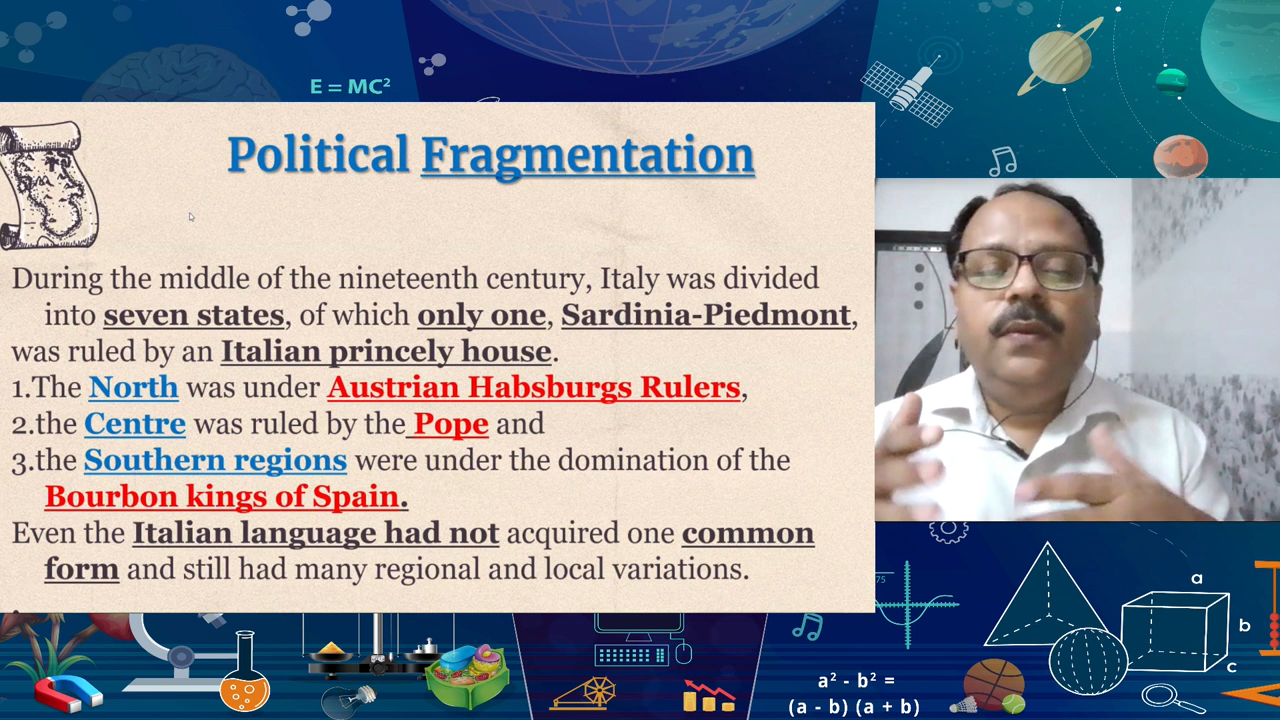 E = MC²
Political Fragmentation
During the middle of the nineteenth century, Italy was divided
into seven states, of which only one, Sardinia-Piedmont,
was ruled by an Italian princely house.
1.The North was under Austrian Habsburgs Rulers,
2.the Centre was ruled by the Pope and
3.the Southern regions were under the domination of the
Bourbon kings of Spain.
Even the Italian language had not acquired one common
form and still had many regional and local variations.
75
a
b
c
a² - b² =
(a - b) (a + b)